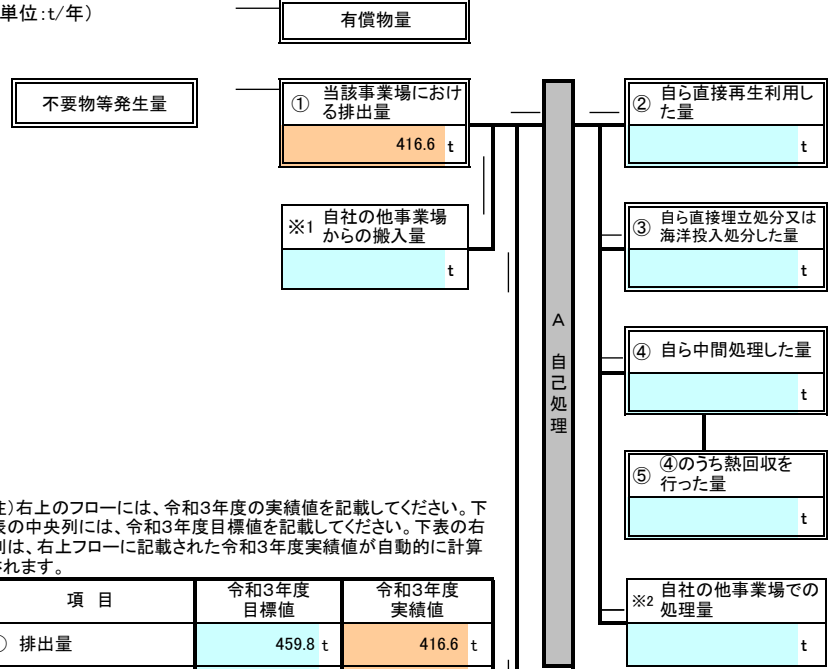 単位:t/年)
有償物量
不要物等発生量
① 当該事業場におけ
る排出量
416.6 t
② 自ら直接再生利用し
た量
t
※1 自社の他事業場
からの搬入量
t
③ 自ら直接埋立処分又は
海洋投入処分した量
t
A 自己処理
④ 自ら中間処理した量
t
⑤ ④のうち熱回収を
行った量
t
※2 自社の他事業場での
処理量
t
注)右上のフローには、令和3年度の実績値を記載してください。下
表の中央列には、令和3年度目標値を記載してください。下表の右
列は、右上フローに記載された令和3年度実績値が自動的に計算
されます。
項 目 令和3年度
目標値 令和3年度
実績値
排出量 459.8 t 416.6 t